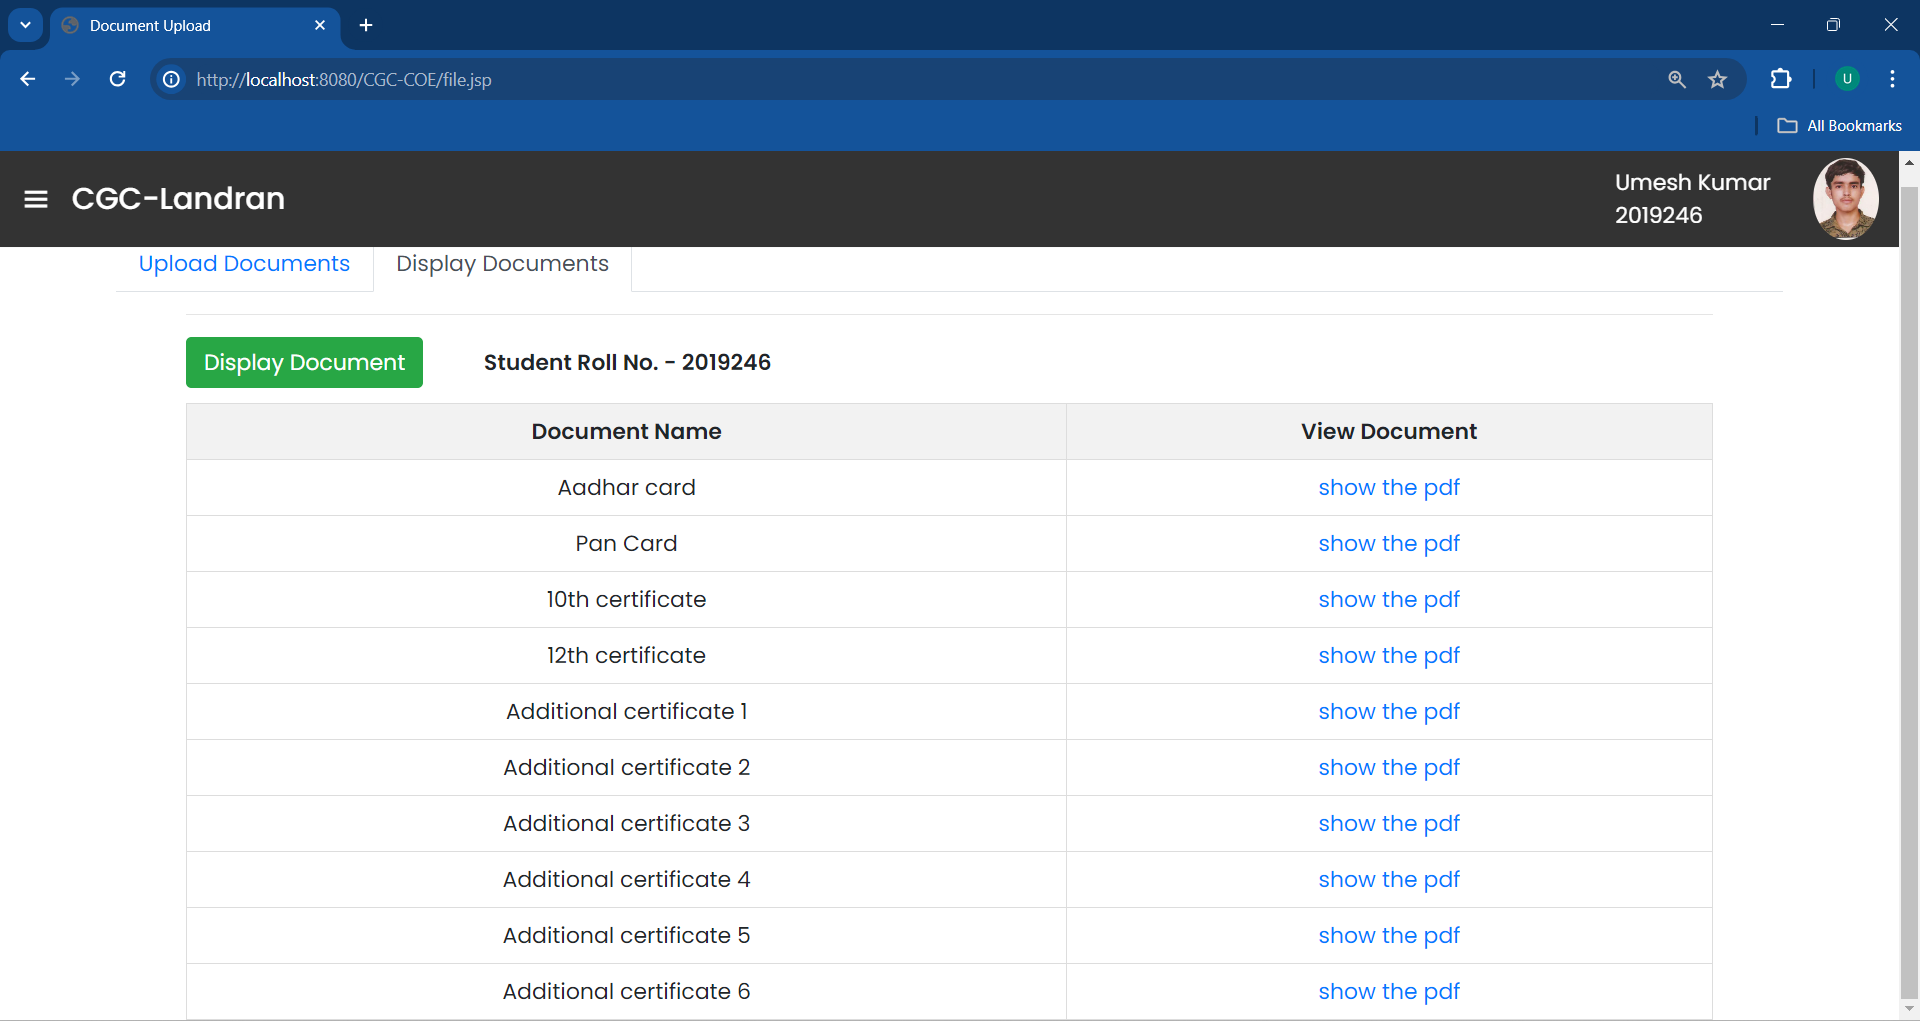 Document Upload
http://localhost:8080/CGC-COE/file.jsp
U
All Bookmarks
CGC-Landran
Umesh Kumar
2019246
Upload Documents
Display Documents
Display Document
Student Roll No. - 2019246
Document Name
View Document
Aadhar card
show the pdf
Pan Card
show the pdf
10th certificate
show the pdf
12th certificate
show the pdf
Additional certificate 1
show the pdf
Additional certificate 2
show the pdf
Additional certificate 3
show the pdf
Additional certificate 4
show the pdf
Additional certificate 5
show the pdf
Additional certificate 6
show the pdf